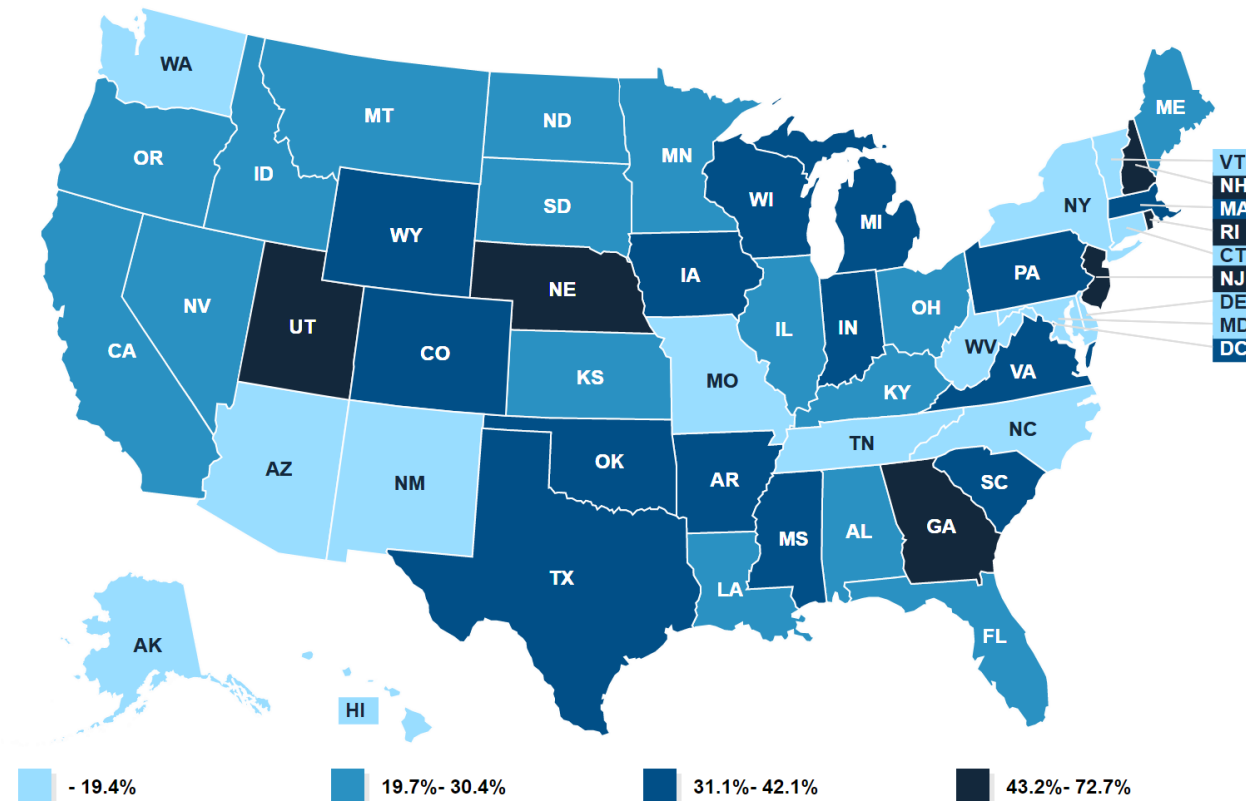 WA
MT
ND
MN
ME
OR
ID
SD
WI
MI
NY
VT
NH
MA
RI
CT
NJ
DE
MD
DC
WY
IA
PA
NE
NV
UT
CO
IL
IN
OH
CA
KS
MO
WV
VA
KY
TN
NC
AZ
NM
OK
AR
SC
MS
AL
GA
TX
LA
FL
AK
HI
- 19.4%
19.7%- 30.4%
31.1%- 42.1%
43.2%- 72.7%